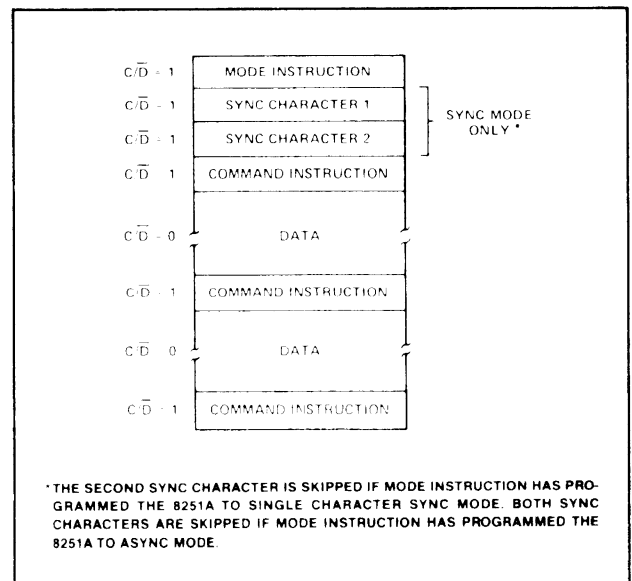 C/D = 1 MODE INSTRUCTION
C/D = 1 SYNC CHARACTER 1
SYNC MODE
ONLY *
C/D = 1 SYNC CHARACTER 2
C/D 1 COMMAND INSTRUCTION
C/D = 0 DATA
C/D = 1 COMMAND INSTRUCTION
C/D 0 DATA
C/D = 1 COMMAND INSTRUCTION
*THE SECOND SYNC CHARACTER IS SKIPPED IF MODE INSTRUCTION HAS PRO-
GRAMMED THE 8251A TO SINGLE CHARACTER SYNC MODE. BOTH SYNC
CHARACTERS ARE SKIPPED IF MODE INSTRUCTION HAS PROGRAMMED THE
8251A TO ASYNC MODE.